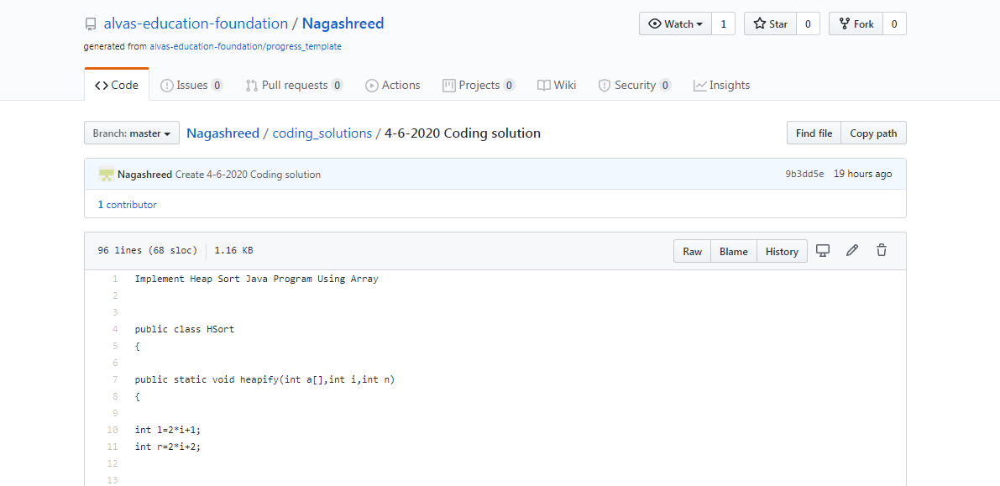 alvas-education-foundation / Nagashreed
Watch 1 Star 0 Fork 0
generated from alvas-education-foundation/progress_template
Code Issues 0 Pull requests 0 Actions Projects 0 Wiki Security 0 Insights
Branch: master Nagashreed / coding_solutions / 4-6-2020 Coding solution Find file Copy path
Nagashreed Create 4-6-2020 Coding solution 9b3dd5e 19 hours ago
1 contributor
96 lines (68 sloc) 1.16 KB Raw Blame History
1 Implement Heap Sort Java Program Using Array
2
3
4 public class HSort
5 {
6
7 public static void heapify(int a[],int i,int n)
8 {
9
10 int l=2*i+1;
11 int r=2*i+2;
12
13